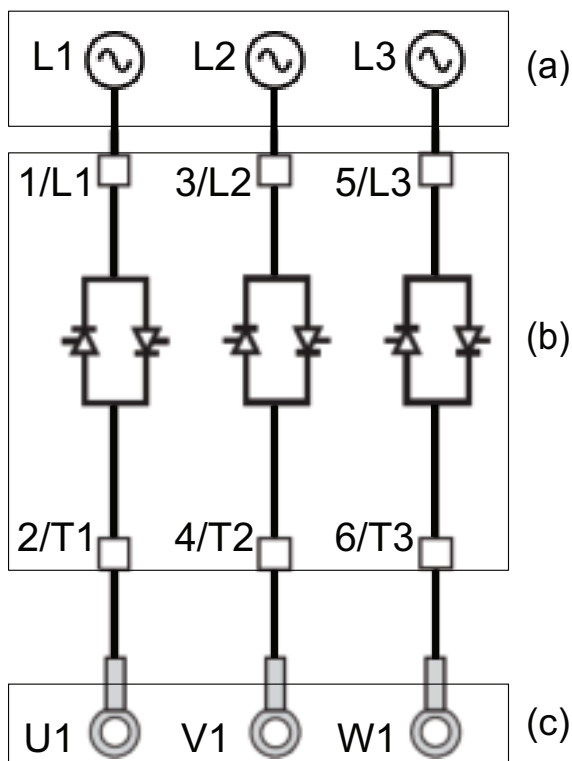 L1 L2 L3 (a)
1/L1 3/L2 5/L3
(b)
2/T1 4/T2 6/T3
U1 V1 W1 (c)